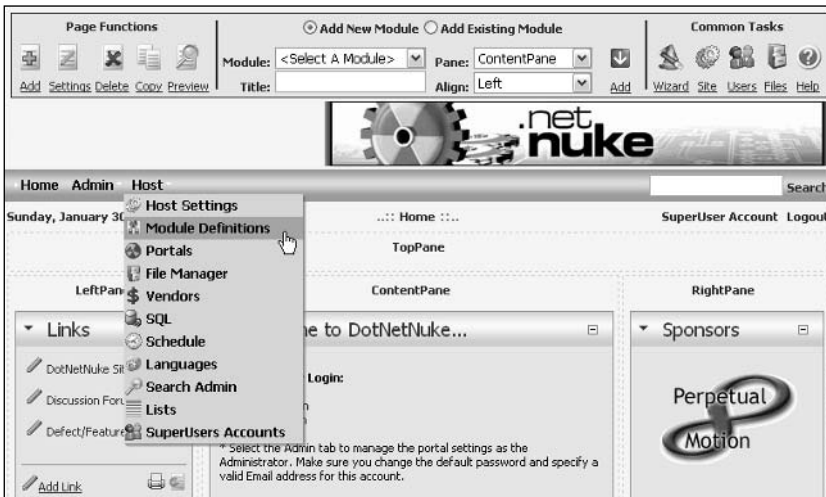 Page Functions
Add New Module Add Existing Module
Common Tasks
Module: <Select A Module> Pane: ContentPane
Title: Align: Left
Add Settings Delete Copy Preview
Add
Wizard Site Users Files Help
.net
nuke
Home Admin Host
Search
Sunday, January 30
..:: Home ::..
SuperUser Account Logout
Host Settings
Module Definitions
Portals
File Manager
Vendors
SQL
Schedule
Languages
Search Admin
Lists
SuperUsers Accounts
TopPane
LeftPane
ContentPane
RightPane
Links
DotNetNuke
Discussion
Defect/Feature
Add Link
to DotNetNuke...
Login:
* Select the Admin tab to manage the portal settings as the
Administrator. Make sure you change the default password and specify a
valid Email address for this account.
Sponsors
Perpetual
Motion